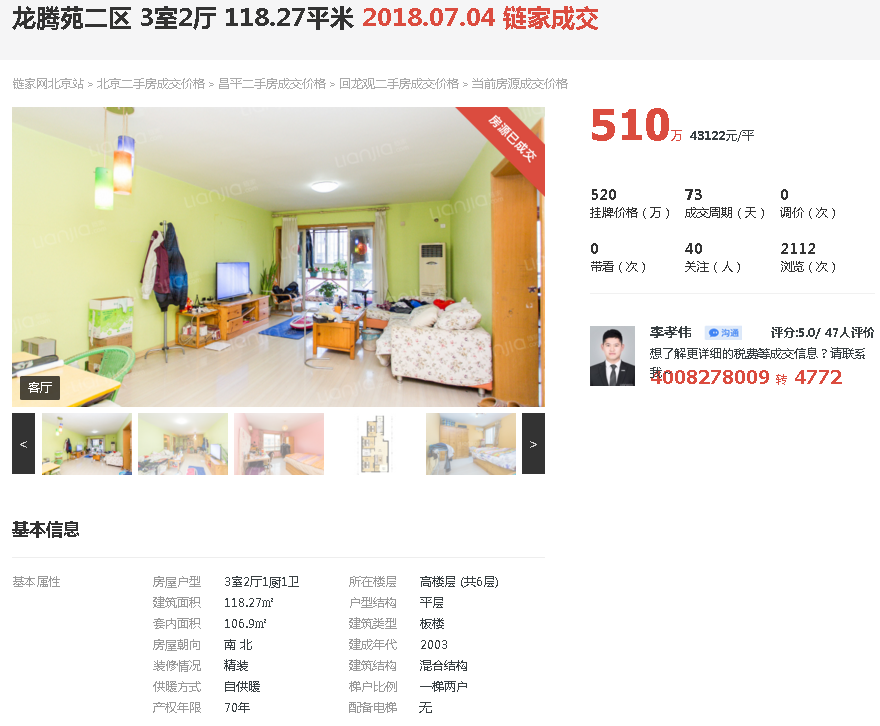 龙腾苑二区 3室2厅 118.27平米 2018.07.04 链家成交
链家网北京站 > 北京二手房成交价格 > 昌平二手房成交价格 > 回龙观二手房成交价格 > 当前房源成交价格
房源已成交
lianjia
客厅
<
>
510万 43122元/平
520 73 0
挂牌价格（万） 成交周期（天） 调价（次）
0 40 2112
带看（次） 关注（人） 浏览（次）
李孝伟 沟通 评分:5.0/ 47人评价
想了解更详细的税费等成交信息？请联系
我
4008278009 转 4772
基本信息
基本属性 房屋户型 3室2厅1厨1卫 所在楼层 高楼层 (共6层)
建筑面积 118.27㎡ 户型结构 平层
套内面积 106.9㎡ 建筑类型 板楼
房屋朝向 南 北 建成年代 2003
装修情况 精装 建筑结构 混合结构
供暖方式 自供暖 梯户比例 一梯两户
产权年限 70年 配备电梯 无